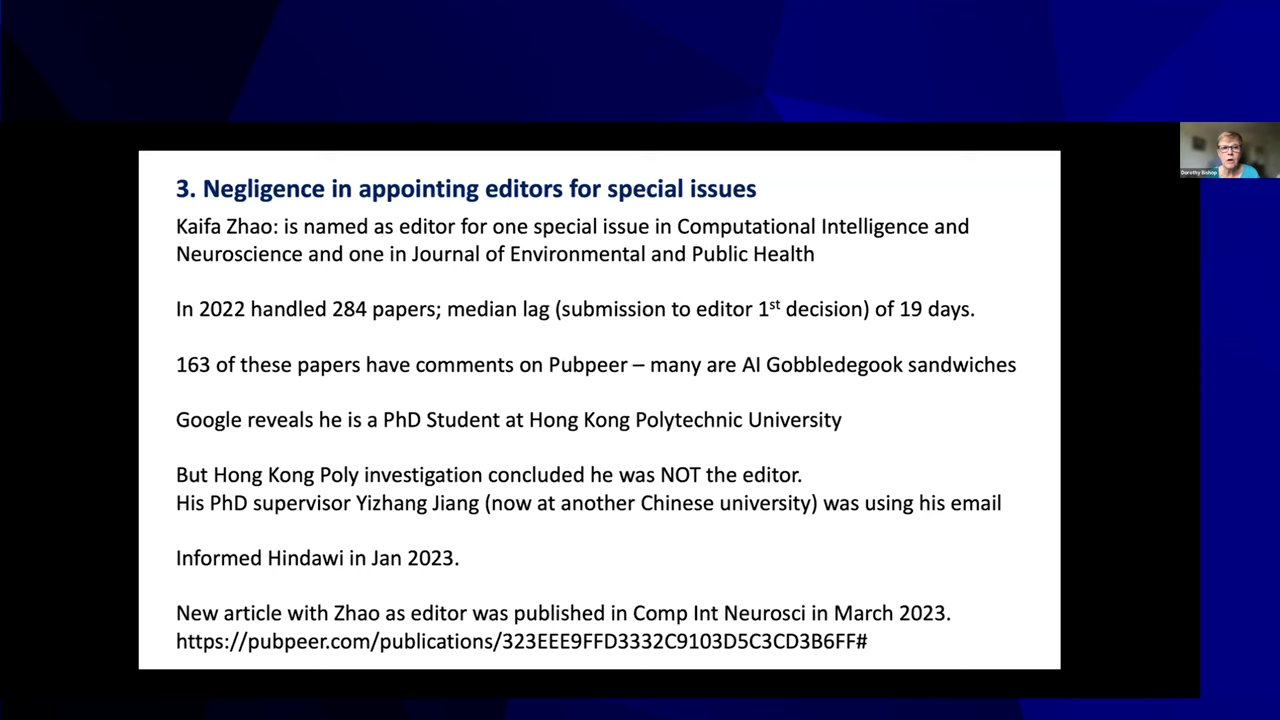 3. Negligence in appointing editors for special issues
Kaifa Zhao: is named as editor for one special issue in Computational Intelligence and
Neuroscience and one in Journal of Environmental and Public Health
In 2022 handled 284 papers; median lag (submission to editor 1st decision) of 19 days.
163 of these papers have comments on Pubpeer – many are AI Gobbledegook sandwiches
Google reveals he is a PhD Student at Hong Kong Polytechnic University
But Hong Kong Poly investigation concluded he was NOT the editor.
His PhD supervisor Yizhang Jiang (now at another Chinese university) was using his email
Informed Hindawi in Jan 2023.
New article with Zhao as editor was published in Comp Int Neurosci in March 2023.
https://pubpeer.com/publications/323EEE9FFD3332C9103D5C3CD3B6FF#
Dorothy Bishop